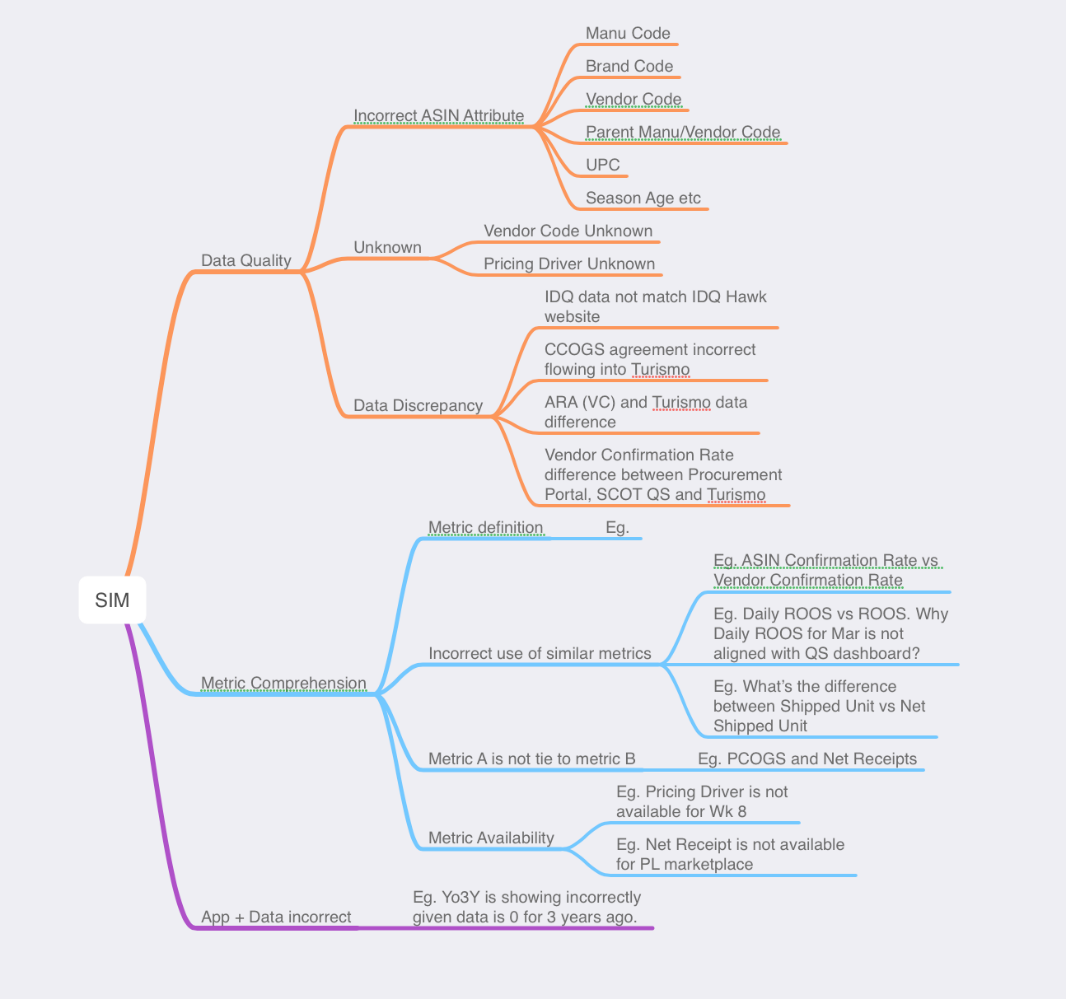 Manu Code
Brand Code
Vendor Code
Incorrect ASIN Attribute
Parent Manu/Vendor Code
UPC
Season Age etc
Vendor Code Unknown
Unknown
Data Quality
Pricing Driver Unknown
IDQ data not match IDQ Hawk
website
CCOGS agreement incorrect
flowing into Turismo
Data Discrepancy
ARA (VC) and Turismo data
difference
Vendor Confirmation Rate
difference between Procurement
Portal, SCOT QS and Turismo
SIM
Metric definition
Eg.
Eg. ASIN Confirmation Rate vs
Vendor Confirmation Rate
Incorrect use of similar metrics
Eg. Daily ROOS vs ROOS. Why
Daily ROOS for Mar is not
aligned with QS dashboard?
Metric Comprehension
Eg. What's the difference
between Shipped Unit vs Net
Shipped Unit
Metric A is not tie to metric B
Eg. PCOGS and Net Receipts
Metric Availability
Eg. Pricing Driver is not
available for Wk 8
Eg. Net Receipt is not available
for PL marketplace
App + Data incorrect
Eg. Yo3Y is showing incorrectly
given data is 0 for 3 years ago.